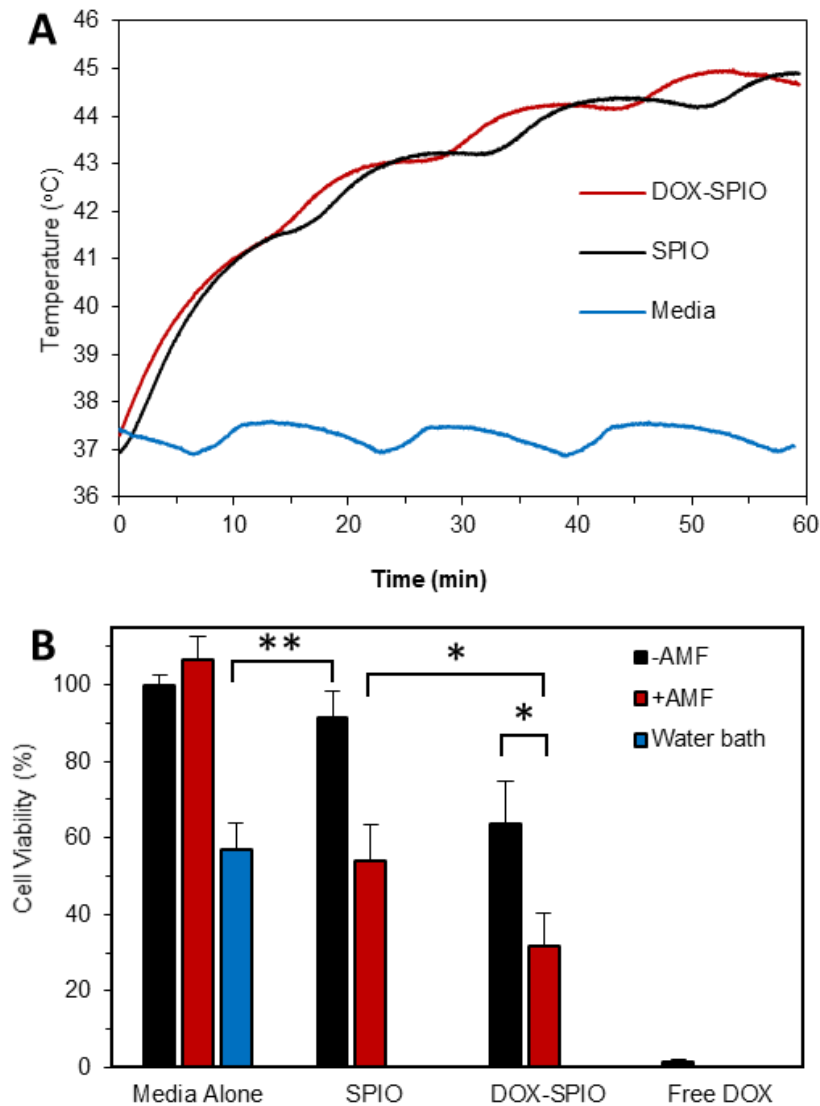 A
46
45
44
43
42
41
40
39
38
37
36
Temperature (ºC)
DOX-SPIO
SPIO
Media
0 10 20 30 40 50 60
Time (min)
B
100
80
60
40
20
0
Cell Viability (%)
**
*
*
-AMF
+AMF
Water bath
Media Alone SPIO DOX-SPIO Free DOX